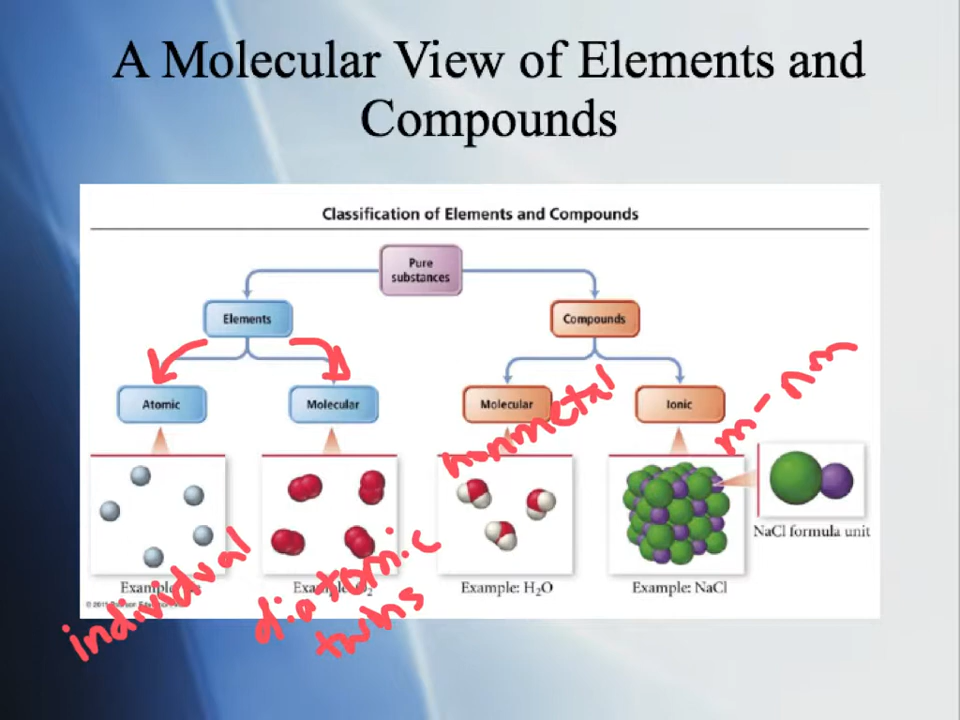 A Molecular View of Elements and
Compounds
Classification of Elements and Compounds
Pure
substances
Elements
Compounds
Atomic
Molecular
Molecular
Ionic
nonmetal
m-nm
NaCl formula unit
Example: H₂O
Example: NaCl
individual
diatomic
twins